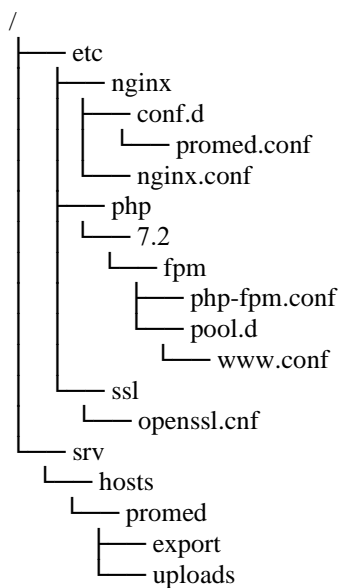 /
etc
nginx
conf.d
promed.conf
nginx.conf
php
7.2
fpm
php-fpm.conf
pool.d
www.conf
ssl
openssl.cnf
srv
hosts
promed
export
uploads